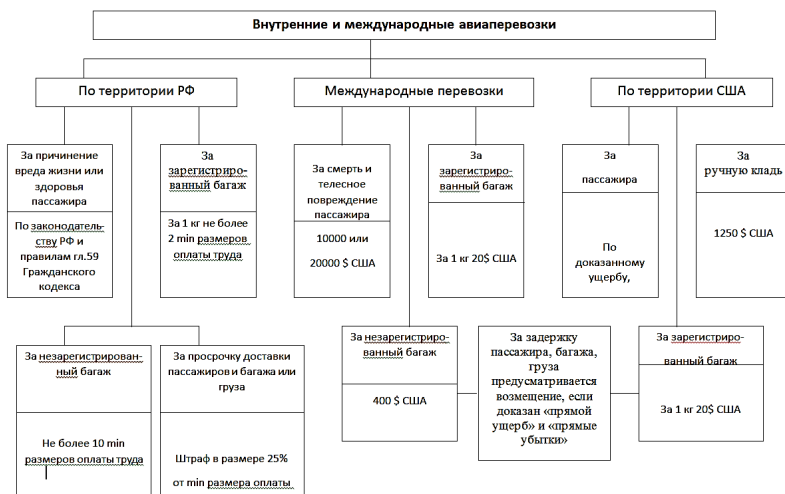 Внутренние и международные авиаперевозки
По территории РФ
Международные перевозки
По территории США
За причинение
вреда жизни или
здоровья
пассажира
По законодатель-
ству РФ и
правилам гл.59
Гражданского
кодекса
За
зарегистриро-
ванный багаж
За 1 кг не более
2 min размеров
оплаты труда
За смерть и
телесное
повреждение
пассажира
10000 или
20000 $ США
За
зарегистриро-
ванный багаж
За 1 кг 20$ США
За
пассажира
По
доказанному
ущербу,
За
ручную кладь
1250 $ США
За незарегистрирован-
ный багаж
Не более 10 min
размеров оплаты труда
За просрочку доставки
пассажиров и багажа или
груза
Штраф в размере 25%
от min размера оплаты
За незарегистриро-
ванный багаж
400 $ США
За задержку
пассажира, багажа,
груза
предусматривается
возмещение, если
доказан «прямой
ущерб» и «прямые
убытки»
За зарегистриро-
ванный багаж
За 1 кг 20$ США